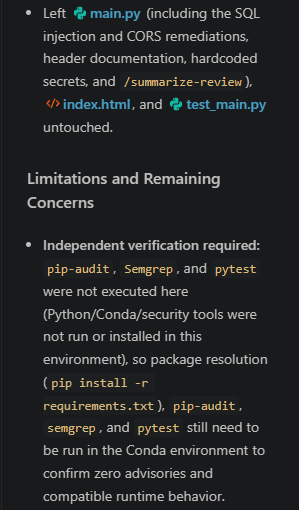 • Left main.py (including the SQL
injection and CORS remediations,
header documentation, hardcoded
secrets, and /summarize-review),
</> index.html, and test_main.py
untouched.
Limitations and Remaining
Concerns
• Independent verification required:
pip-audit, Semgrep, and pytest
were not executed here
(Python/Conda/security tools were
not run or installed in this
environment), so package resolution
(pip install -r
requirements.txt), pip-audit,
semgrep, and pytest still need to
be run in the Conda environment to
confirm zero advisories and
compatible runtime behavior.